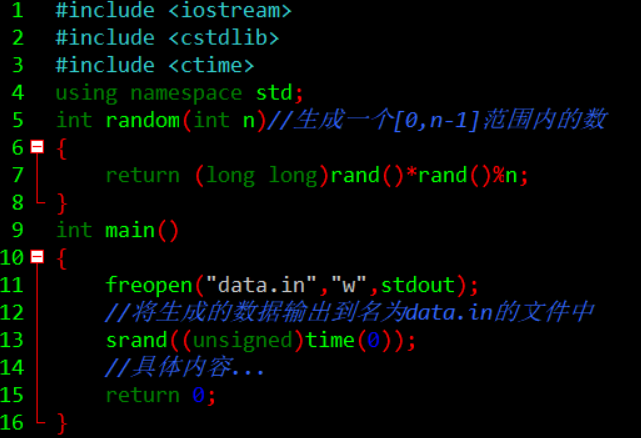 1 #include <iostream>
2 #include <cstdlib>
3 #include <ctime>
4 using namespace std;
5 int random(int n)//生成一个[0,n-1]范围内的数
6 {
7 return (long long)rand()*rand()%n;
8 }
9 int main()
10 {
11 freopen("data.in","w",stdout);
12 //将生成的数据输出到名为data.in的文件中
13 srand((unsigned)time(0));
14 //具体内容...
15 return 0;
16 }